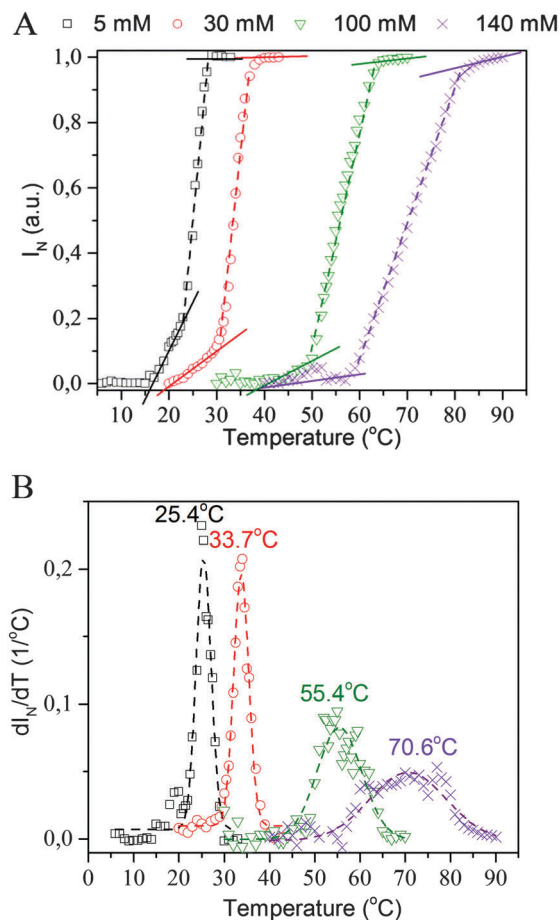 A
5 mM 30 mM 100 mM 140 mM
1,0
0,8
0,6
0,4
0,2
0,0
I_N (a.u.)
10 20 30 40 50 60 70 80 90
Temperature (°C)
B
25.4°C
33.7°C
55.4°C
70.6°C
0,2
0,1
0,0
dI_N/dT (1/°C)
0 10 20 30 40 50 60 70 80 90
Temperature (°C)